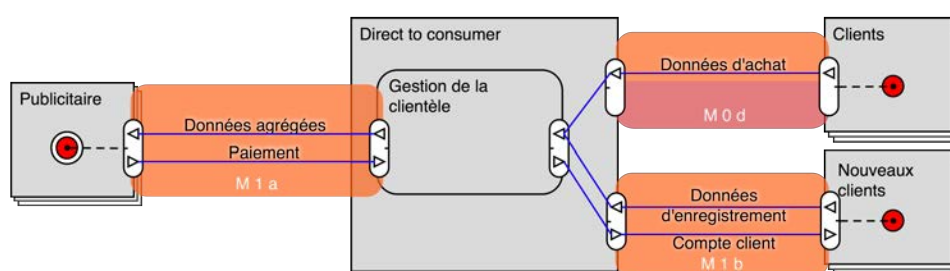 Direct to consumer
Clients
Données d'achat
Gestion de la
clientèle
Publicitaire
Données agrégées
M 0 d
Paiement
Nouveaux
clients
M 1 a
Données
d'enregistrement
Compte client
M 1 b